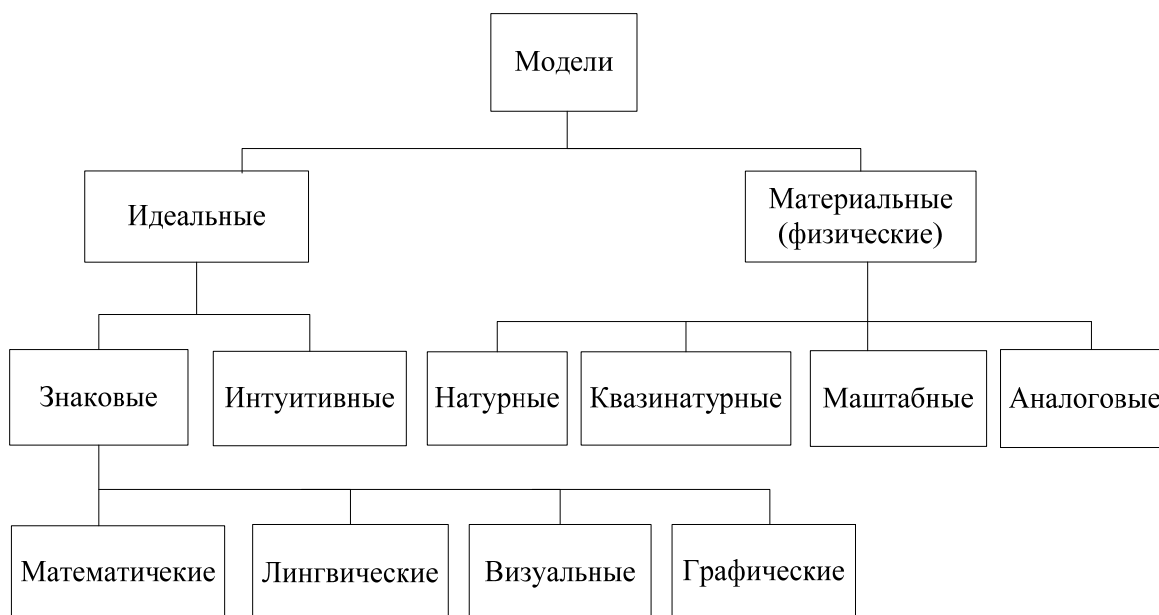 Модели
Идеальные
Материальные
(физические)
Знаковые
Интуитивные
Натурные
Квазинатурные
Маштабные
Аналоговые
Математичекие
Лингвические
Визуальные
Графические